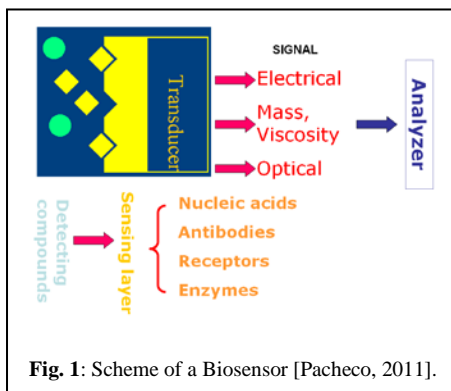 SIGNAL
Transducer
Electrical
Mass,
Viscosity
Optical
Analyzer
Detecting
compounds
Sensing layer
Nucleic acids
Antibodies
Receptors
Enzymes
Fig. 1: Scheme of a Biosensor [Pacheco, 2011].